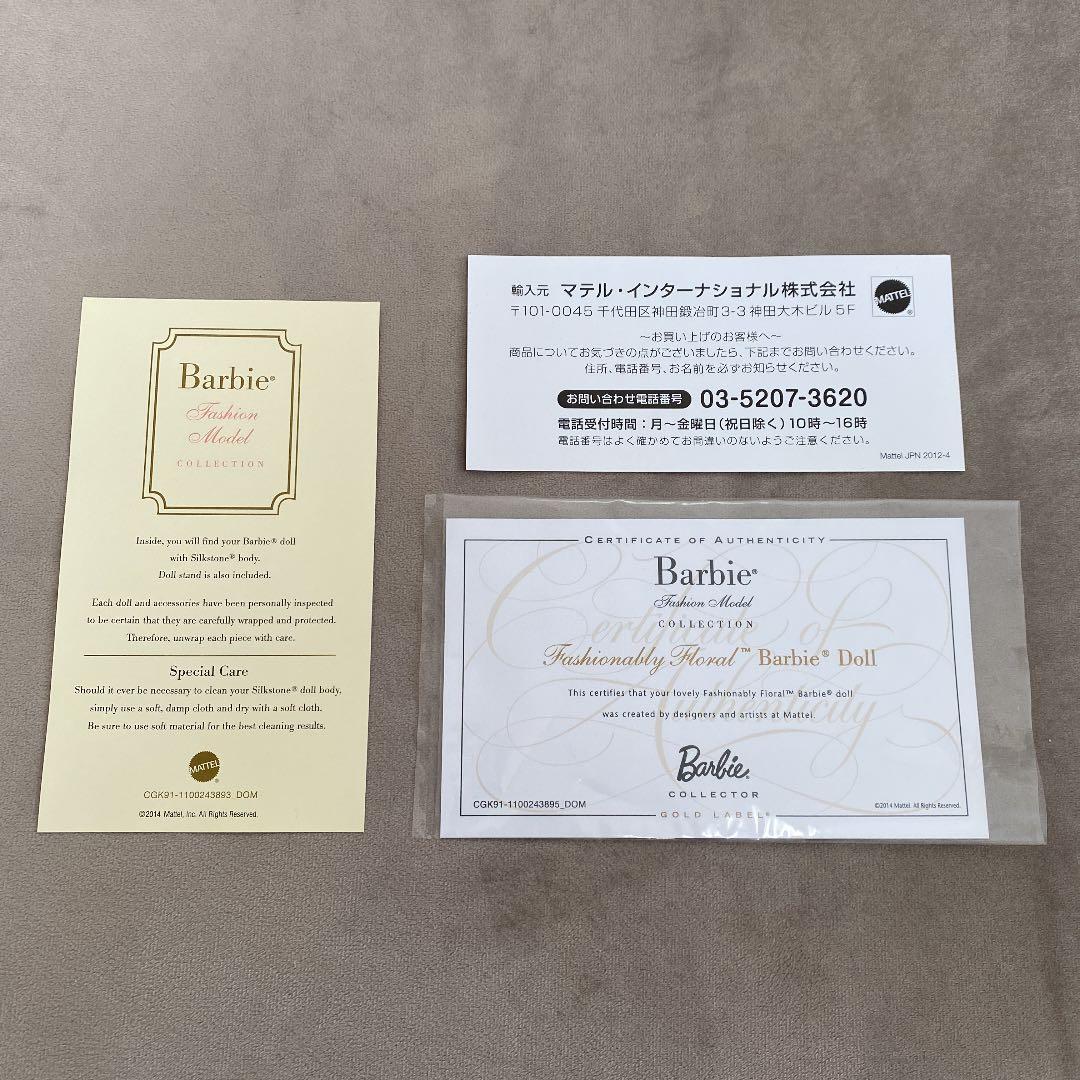 Barbie®
Fashion
Model
COLLECTION
Inside, you will find your Barbie® doll
with Silkstone® body.
Doll stand is also included.
Each doll and accessories have been personally inspected
to be certain that they are carefully wrapped and protected.
Therefore, unwrap each piece with care.
Special Care
Should it ever be necessary to clean your Silkstone® doll body,
simply use a soft, damp cloth and dry with a soft cloth.
Be sure to use soft material for the best cleaning results.
MATTEL®
CGK91-1100243893_DOM
©2014 Mattel, Inc. All Rights Reserved.
輸入元 マテル・インターナショナル株式会社
MATTEL®
〒101-0045 千代田区神田鍛冶町3-3 神田大木ビル 5F
〜お買い上げのお客様へ〜
商品についてお気づきの点がございましたら、下記までお問い合わせください。
住所、電話番号、お名前を必ずお知らせください。
お問い合わせ電話番号 03-5207-3620
電話受付時間：月〜金曜日(祝日除く)10時〜16時
電話番号はよく確かめてお間違いのないようご注意ください。
Mattel JPN 2012-4
CERTIFICATE OF AUTHENTICITY
Barbie®
Fashion Model
COLLECTION
Certificate of
Authenticity
Fashionably Floral™ Barbie® Doll
This certifies that your lovely Fashionably Floral™ Barbie® doll
was created by designers and artists at Mattel.
Barbie®
COLLECTOR
CGK91-1100243895_DOM
©2014 Mattel. All Rights Reserved.
GOLD LABEL®